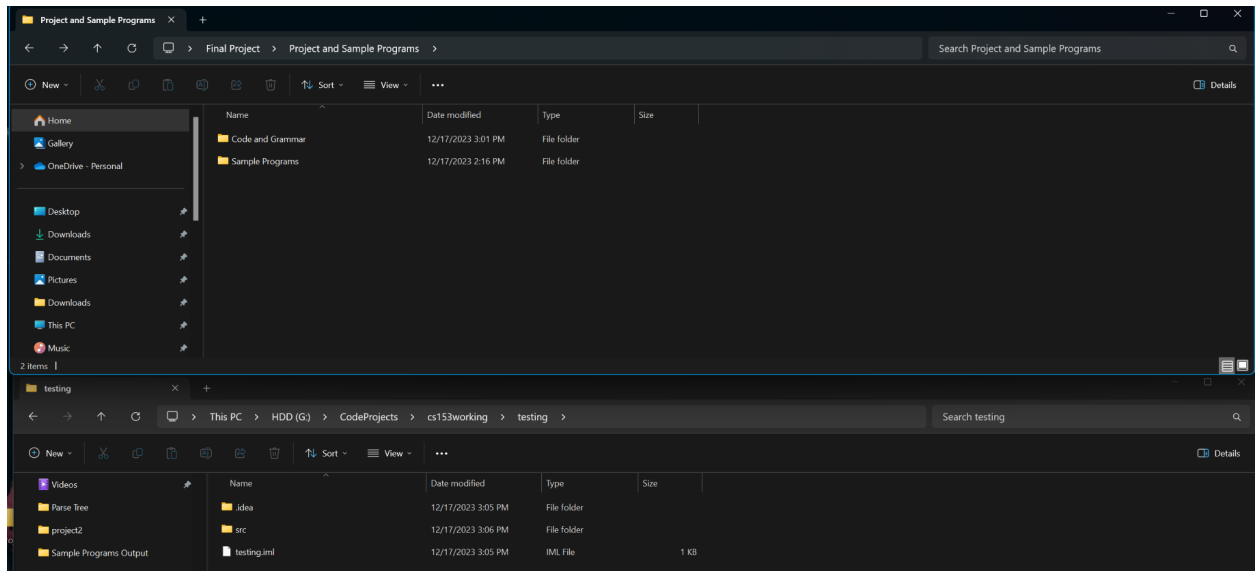 Project and Sample Programs
Final Project > Project and Sample Programs >
Search Project and Sample Programs
New
Sort
View
Details
Name Date modified Type Size
Home
Code and Grammar 12/17/2023 3:01 PM File folder
Gallery
Sample Programs 12/17/2023 2:16 PM File folder
OneDrive - Personal
Desktop
Downloads
Documents
Pictures
Downloads
This PC
Music
2 items
testing
This PC > HDD (G:) > CodeProjects > cs153working > testing >
Search testing
New
Sort
View
Details
Name Date modified Type Size
Videos
Parse Tree
.idea 12/17/2023 3:05 PM File folder
project2
src 12/17/2023 3:06 PM File folder
Sample Programs Output
testing.iml 12/17/2023 3:05 PM IML File 1 KB